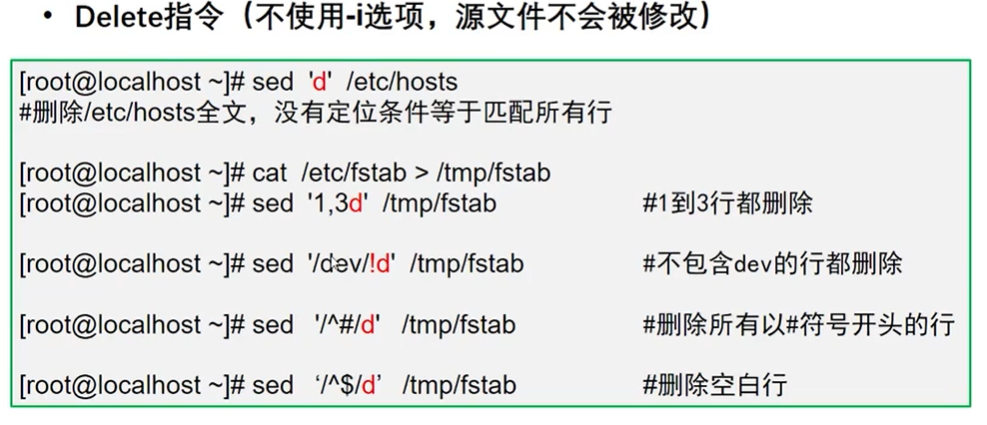 • Delete指令（不使用-i选项，源文件不会被修改）
[root@localhost ~]# sed 'd' /etc/hosts
#删除/etc/hosts全文，没有定位条件等于匹配所有行
[root@localhost ~]# cat /etc/fstab > /tmp/fstab
[root@localhost ~]# sed '1,3d' /tmp/fstab #1到3行都删除
[root@localhost ~]# sed '/dev/!d' /tmp/fstab #不包含dev的行都删除
[root@localhost ~]# sed '/^#/d' /tmp/fstab #删除所有以#符号开头的行
[root@localhost ~]# sed ‘/^$/d’ /tmp/fstab #删除空白行